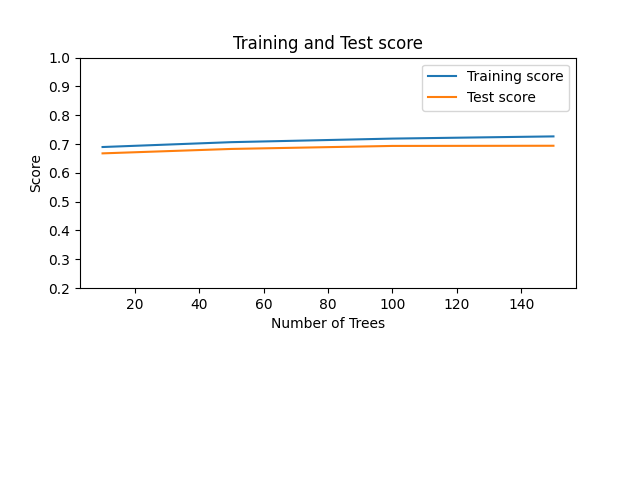 Training and Test score
1.0
0.9
0.8
0.7
0.6
0.5
0.4
0.3
0.2
Score
Training score
Test score
20 40 60 80 100 120 140
Number of Trees